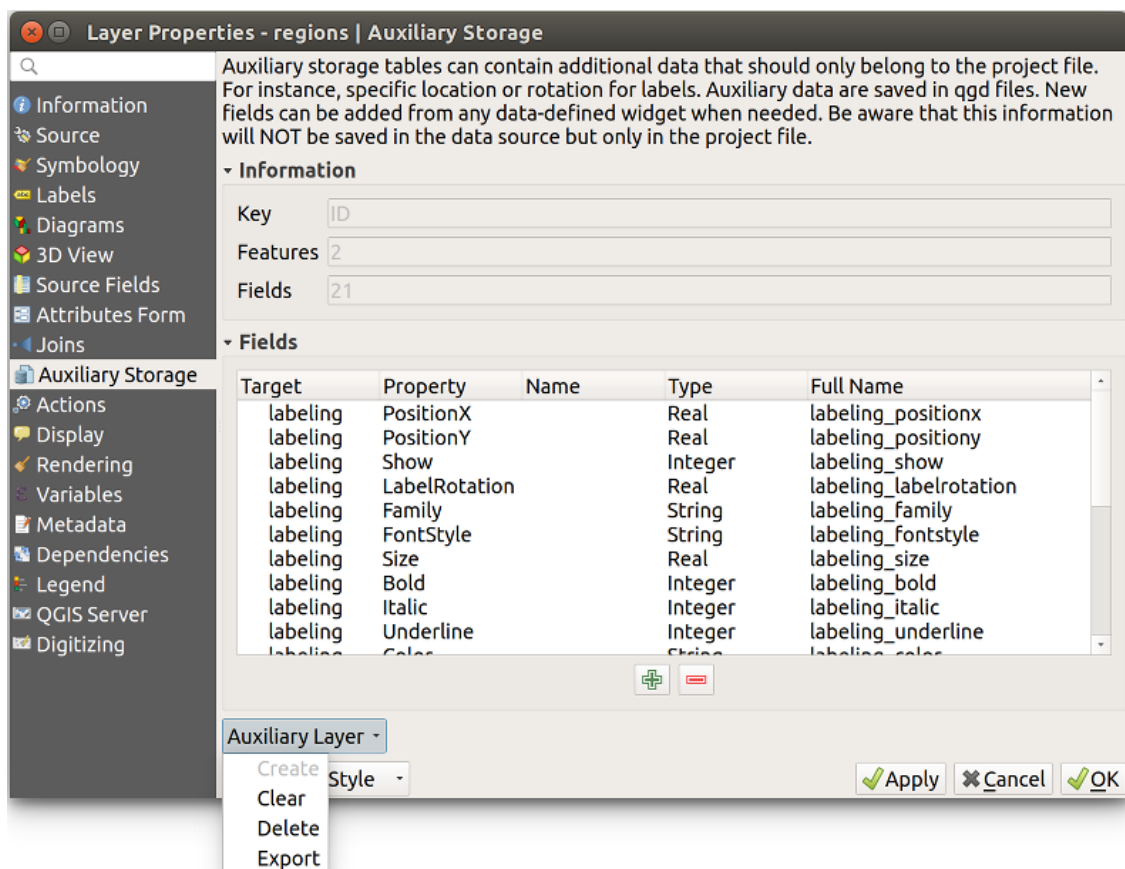 Layer Properties - regions | Auxiliary Storage
Auxiliary storage tables can contain additional data that should only belong to the project file.
For instance, specific location or rotation for labels. Auxiliary data are saved in qgd files. New
fields can be added from any data-defined widget when needed. Be aware that this information
will NOT be saved in the data source but only in the project file.
Information
Source
Symbology
Labels
Diagrams
3D View
Source Fields
Attributes Form
Joins
Auxiliary Storage
Actions
Display
Rendering
Variables
Metadata
Dependencies
Legend
QGIS Server
Digitizing
Information
Key ID
Features 2
Fields 21
Fields
Target Property Name Type Full Name
labeling PositionX Real labeling_positionx
labeling PositionY Real labeling_positiony
labeling Show Integer labeling_show
labeling LabelRotation Real labeling_labelrotation
labeling Family String labeling_family
labeling FontStyle String labeling_fontstyle
labeling Size Real labeling_size
labeling Bold Integer labeling_bold
labeling Italic Integer labeling_italic
labeling Underline Integer labeling_underline
labeling Color String labeling_color
Auxiliary Layer
Create
Clear
Delete
Export
Style
Apply Cancel OK